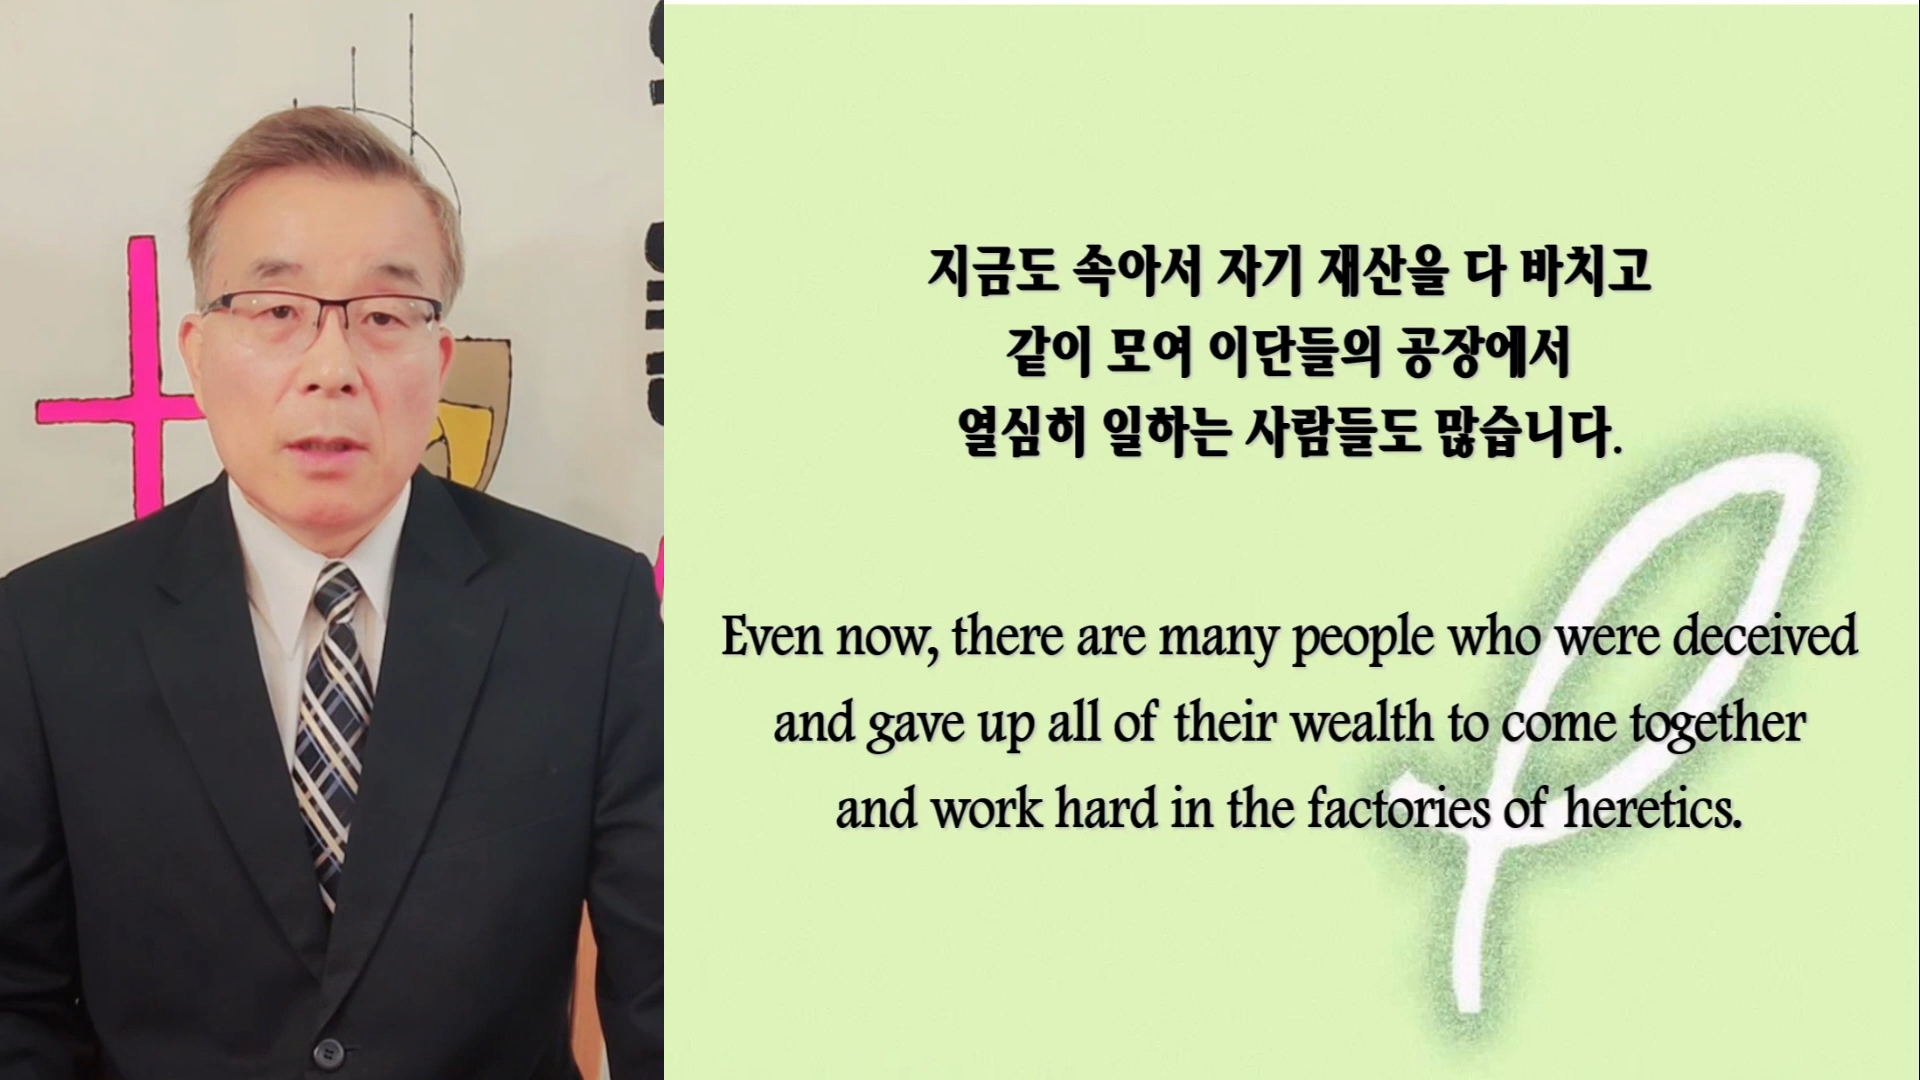 지금도 속아서 자기 재산을 다 바치고
같이 모여 이단들의 공장에서
열심히 일하는 사람들도 많습니다.
Even now, there are many people who were deceived
and gave up all of their wealth to come together
and work hard in the factories of heretics.